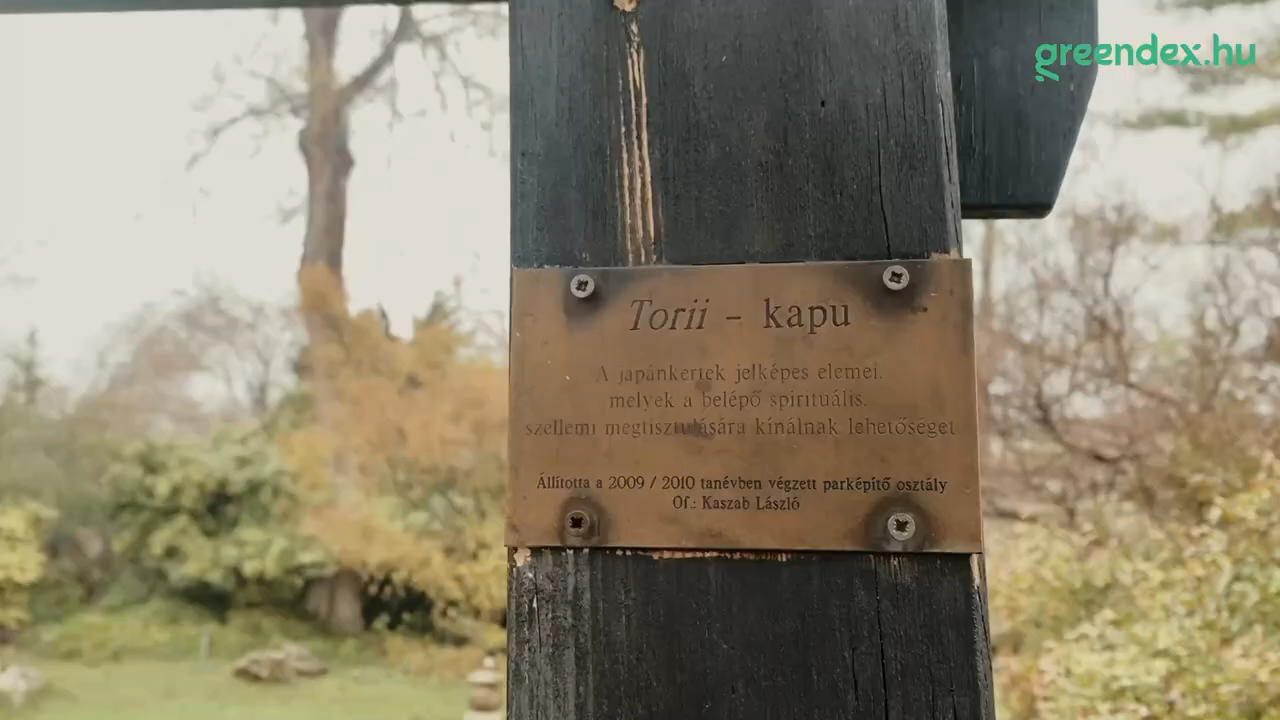 greendex.hu
Torii - kapu
A japánkertek jelképes elemei,
melyek a belépő spirituális,
szellemi megtisztulására kínálnak lehetőséget
Állította a 2009 / 2010 tanévben végzett parképítő osztály
Of.: Kaszab László